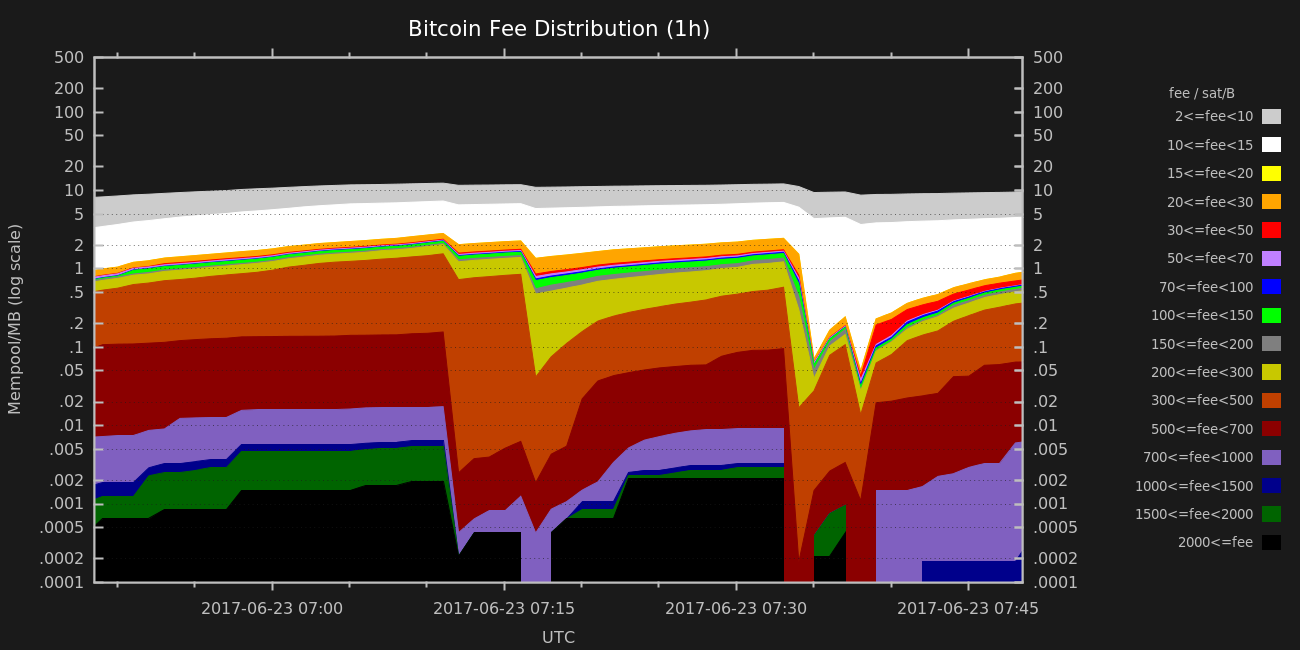 Bitcoin Fee Distribution (1h)
500 500
200 200
100 100
50 50
20 20
10 10
5 5
2 2
1 1
.5 .5
.2 .2
.1 .1
.05 .05
.02 .02
.01 .01
.005 .005
.002 .002
.001 .001
.0005 .0005
.0002 .0002
.0001 .0001
Mempool/MB (log scale)
2017-06-23 07:00 2017-06-23 07:15 2017-06-23 07:30 2017-06-23 07:45
UTC
fee / sat/B
2<=fee<10
10<=fee<15
15<=fee<20
20<=fee<30
30<=fee<50
50<=fee<70
70<=fee<100
100<=fee<150
150<=fee<200
200<=fee<300
300<=fee<500
500<=fee<700
700<=fee<1000
1000<=fee<1500
1500<=fee<2000
2000<=fee